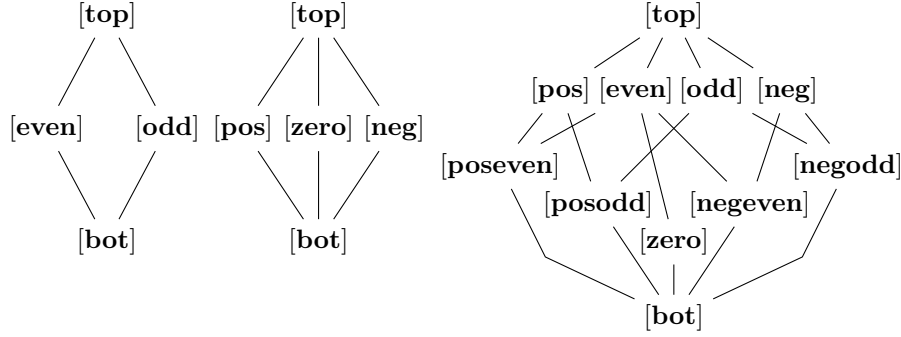 [top]
[even] [odd]
[bot]
[top]
[pos] [zero] [neg]
[bot]
[top]
[pos] [even] [odd] [neg]
[poseven] [negodd]
[posodd] [negeven]
[zero]
[bot]